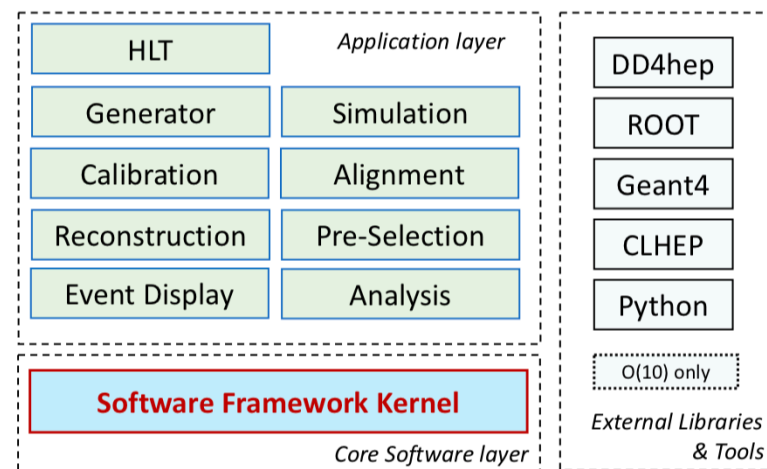 HLT
Application layer
Generator
Simulation
Calibration
Alignment
Reconstruction
Pre-Selection
Event Display
Analysis
Software Framework Kernel
Core Software layer
DD4hep
ROOT
Geant4
CLHEP
Python
O(10) only
External Libraries
& Tools